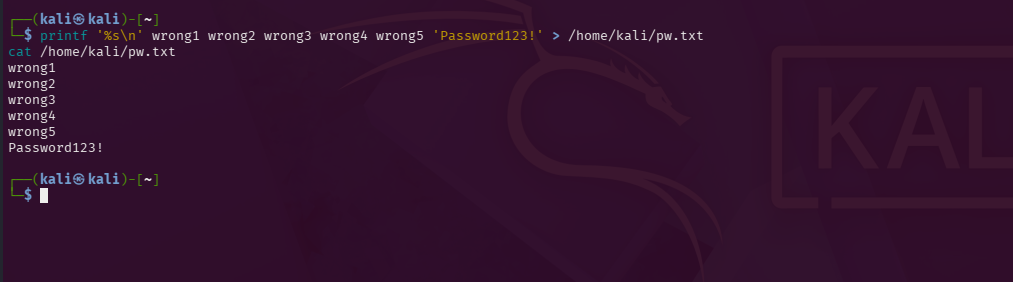 ┌──(kali㉿kali)-[~]
└─$ printf '%s\n' wrong1 wrong2 wrong3 wrong4 wrong5 'Password123!' > /home/kali/pw.txt
cat /home/kali/pw.txt
wrong1
wrong2
wrong3
wrong4
wrong5
Password123!
┌──(kali㉿kali)-[~]
└─$
KAL